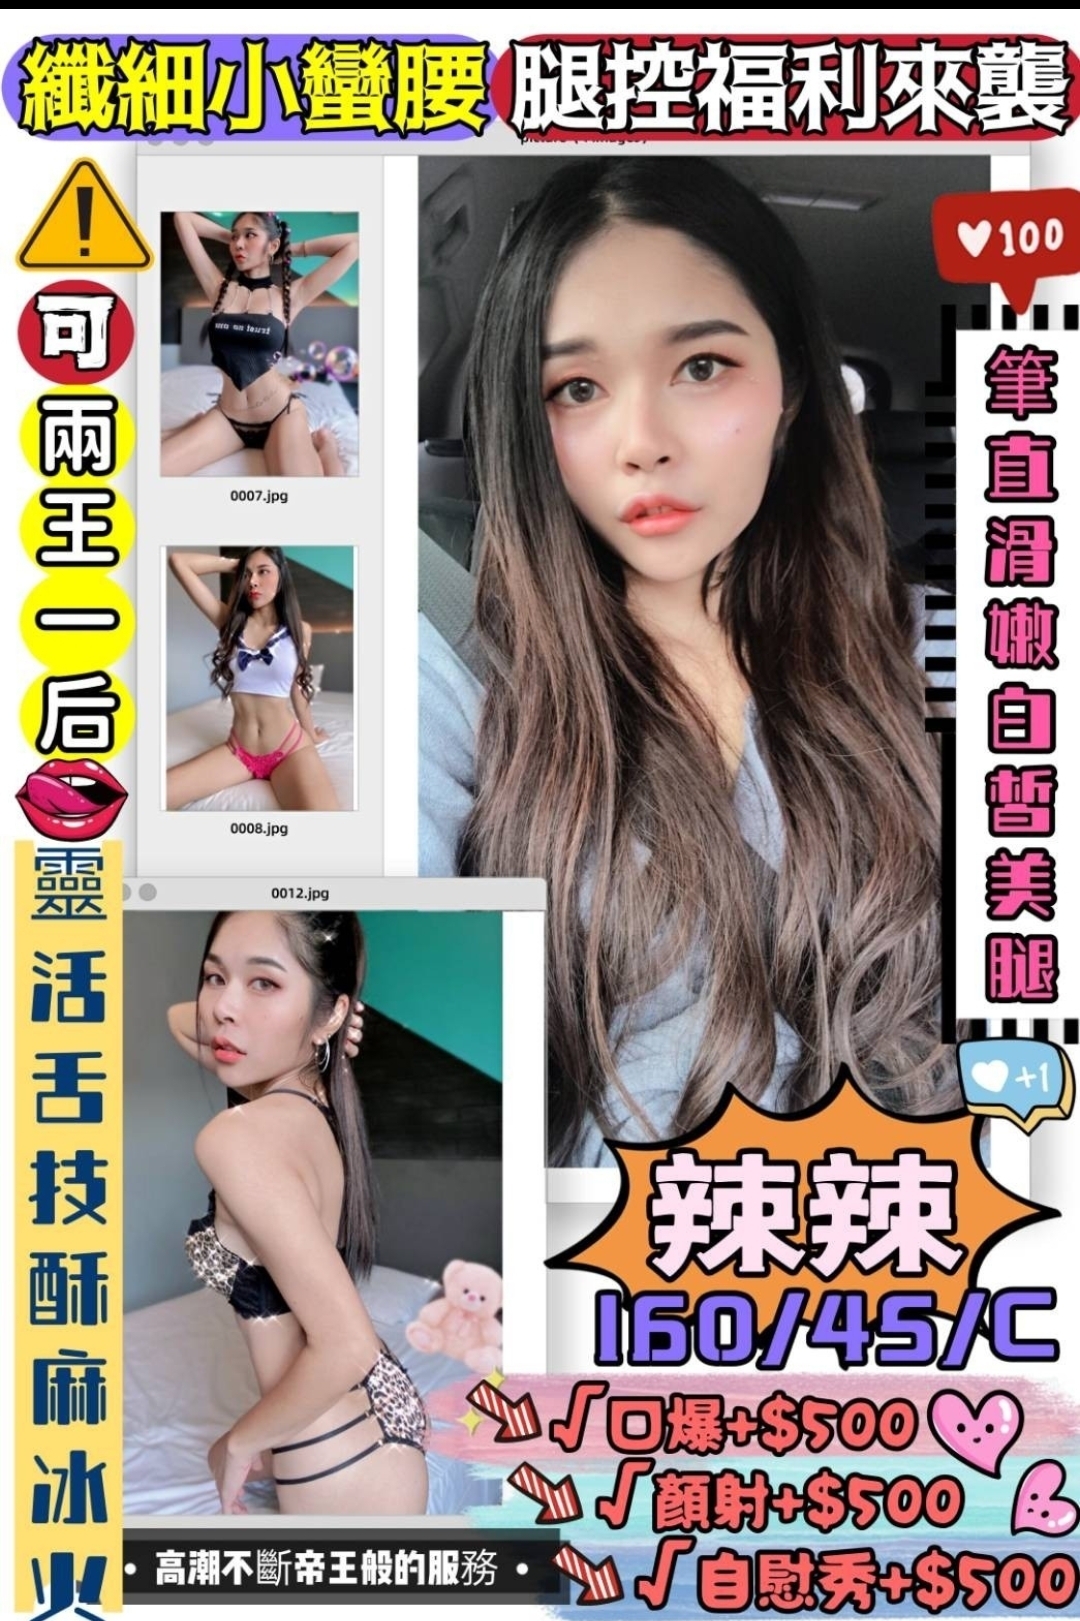 纖細小蠻腰 腿控福利來襲
可兩王一后
靈活舌技酥麻冰火
♥100
筆直滑嫩白皙美腿
0007.jpg
0008.jpg
0012.jpg
♥+1
辣辣
160/45/C
√口爆+$500
√顏射+$500
√自慰秀+$500
• 高潮不斷帝王般的服務 •